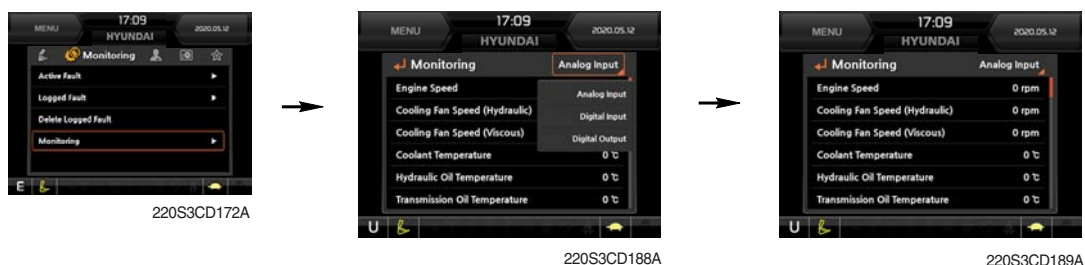 MENU 17:09 2020.05.12
HYUNDAI
Monitoring
Active Fault
Logged Fault
Delete Logged Fault
Monitoring
E
220S3CD172A
MENU 17:09 2020.05.12
HYUNDAI
Monitoring Analog Input
Engine Speed
Analog Input
Cooling Fan Speed (Hydraulic)
Digital Input
Cooling Fan Speed (Viscous)
Digital Output
Coolant Temperature 0 ℃
Hydraulic Oil Temperature 0 ℃
Transmission Oil Temperature 0 ℃
U
220S3CD188A
MENU 17:09 2020.05.12
HYUNDAI
Monitoring Analog Input
Engine Speed 0 rpm
Cooling Fan Speed (Hydraulic) 0 rpm
Cooling Fan Speed (Viscous) 0 rpm
Coolant Temperature 0 ℃
Hydraulic Oil Temperature 0 ℃
Transmission Oil Temperature 0 ℃
U
220S3CD189A